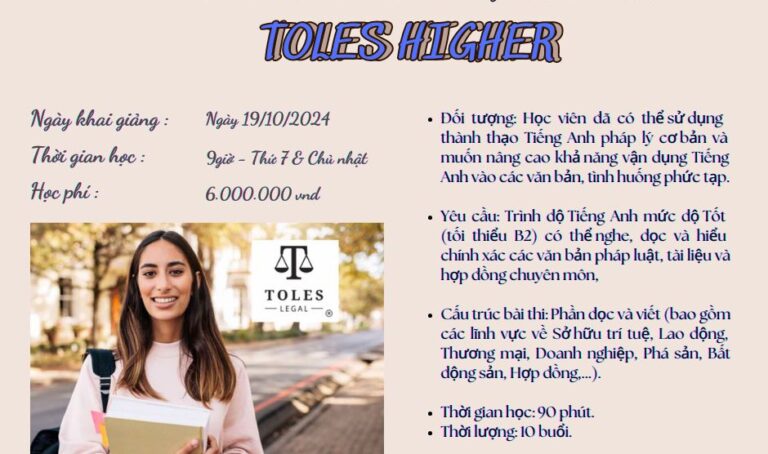 TOLES HIGHER
Ngày khai giảng : Ngày 19/10/2024
Thời gian học : 9giờ - Thứ 7 & Chủ nhật
Học phí : 6.000.000 vnd
TOLES
LEGAL
®
• Đối tượng: Học viên đã có thể sử dụng
thành thạo Tiếng Anh pháp lý cơ bản và
muốn nâng cao khả năng vận dụng Tiếng
Anh vào các văn bản, tình huống phức tạp.
• Yêu cầu: Trình độ Tiếng Anh mức độ Tốt
(tối thiểu B2) có thể nghe, đọc và hiểu
chính xác các văn bản pháp luật, tài liệu và
hợp đồng chuyên môn,
• Cấu trúc bài thi: Phần đọc và viết (bao gồm
các lĩnh vực về Sở hữu trí tuệ, Lao động,
Thương mại, Doanh nghiệp, Phá sản, Bất
động sản, Hợp đồng,...).
• Thời gian học: 90 phút.
• Thời lượng: 10 buổi.